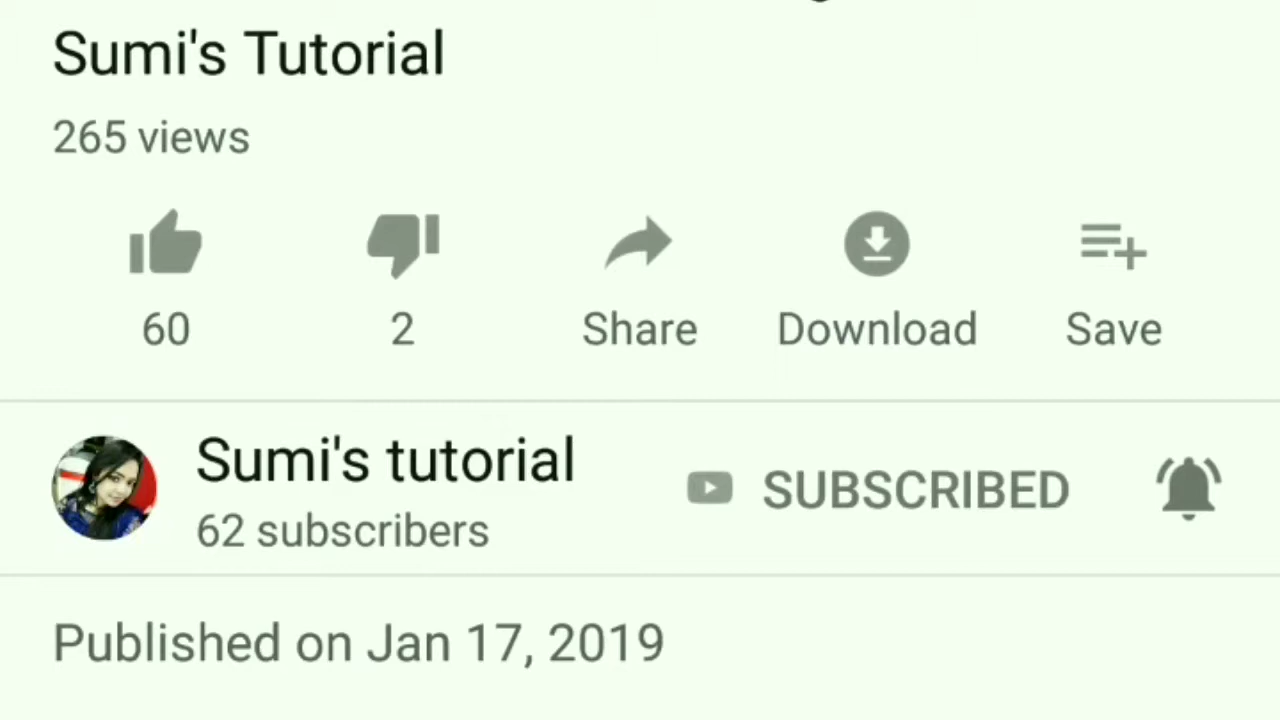 Sumi's Tutorial
265 views
60
2
Share
Download
Save
Sumi's tutorial
SUBSCRIBED
62 subscribers
Published on Jan 17, 2019